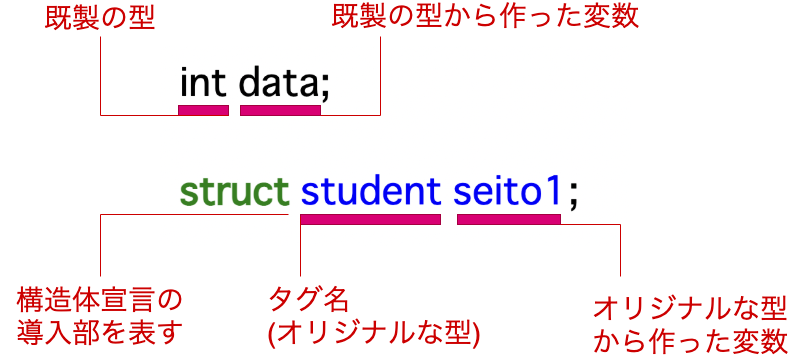 既製の型
既製の型から作った変数
int data;
struct student seito1;
構造体宣言の
導入部を表す
タグ名
(オリジナルな型)
オリジナルな型
から作った変数